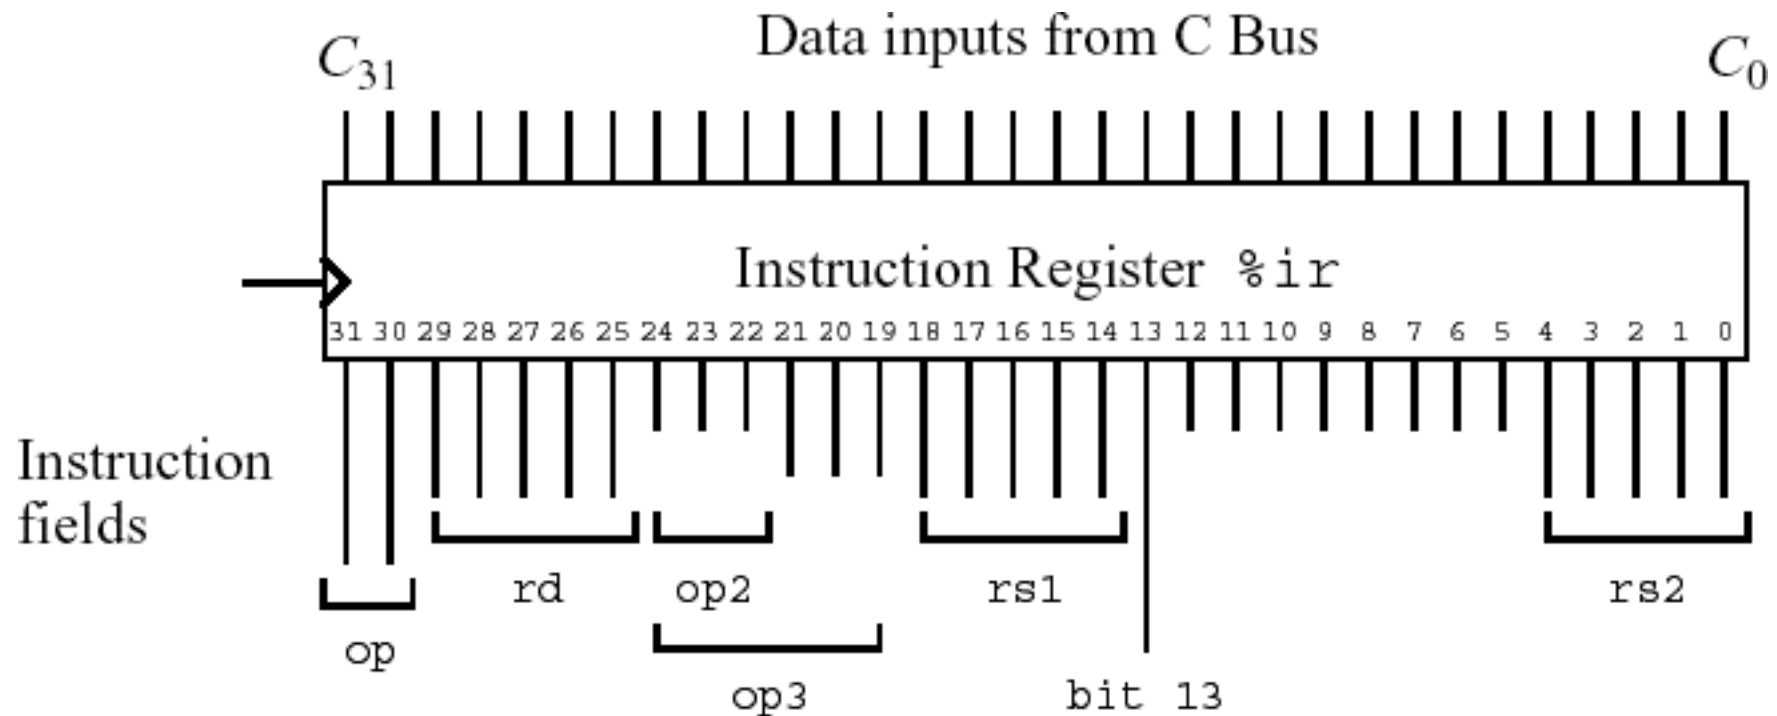 Data inputs from C Bus
C31
C0
Instruction Register %ir
31 30 29 28 27 26 25 24 23 22 21 20 19 18 17 16 15 14 13 12 11 10 9 8 7 6 5 4 3 2 1 0
Instruction
fields
rd
op2
rs1
rs2
op
op3
bit 13